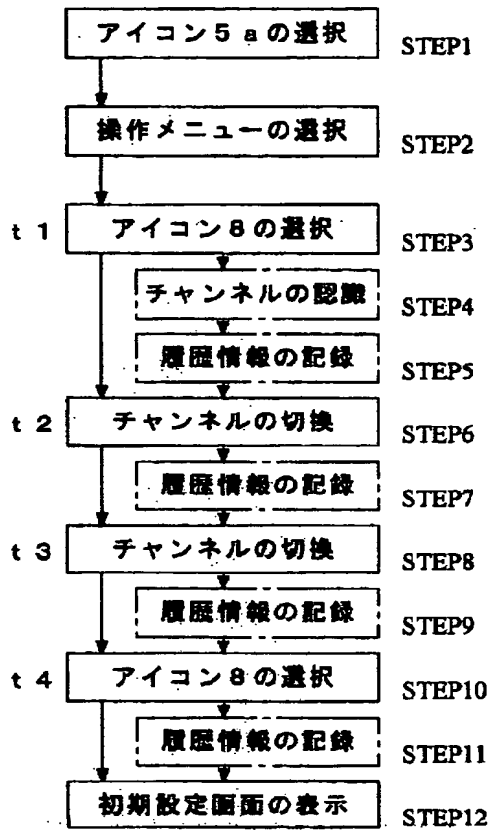 アイコン5aの選択 STEP1
操作メニューの選択 STEP2
t1 アイコン8の選択 STEP3
チャンネルの認識 STEP4
履歴情報の記録 STEP5
t2 チャンネルの切換 STEP6
履歴情報の記録 STEP7
t3 チャンネルの切換 STEP8
履歴情報の記録 STEP9
t4 アイコン8の選択 STEP10
履歴情報の記録 STEP11
初期設定画面の表示 STEP12